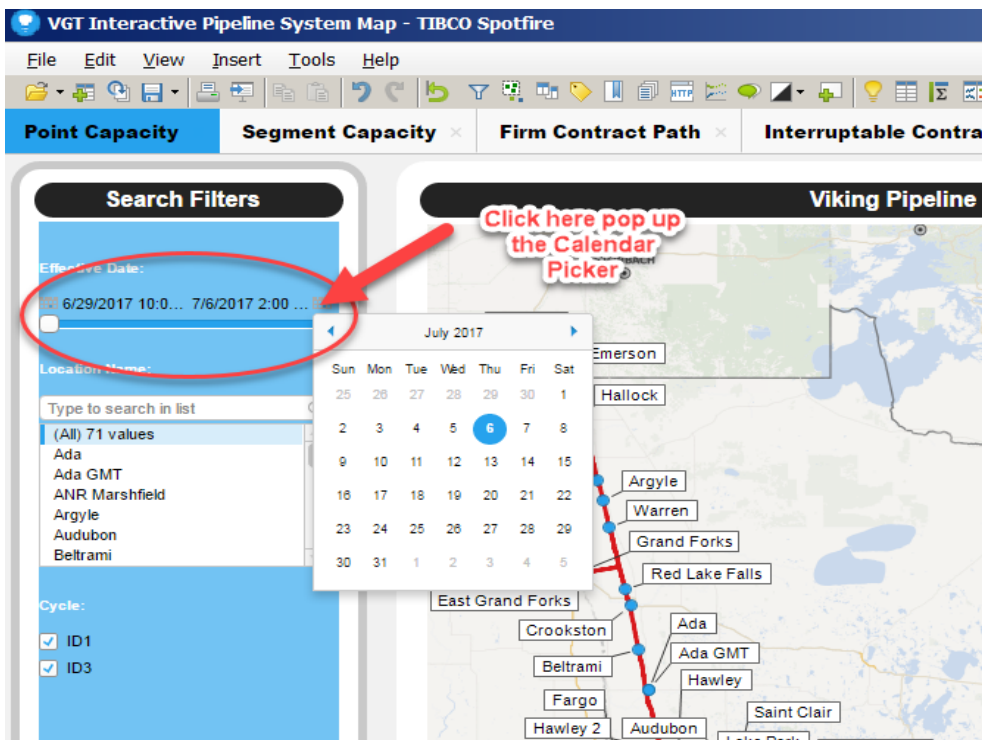 VGT Interactive Pipeline System Map - TIBCO Spotfire
File Edit View Insert Tools Help
HTTP
Point Capacity Segment Capacity × Firm Contract Path × Interruptable Contra
Search Filters
Viking Pipeline
Click here pop up
the Calendar
Picker
Effective Date:
6/29/2017 10:0... 7/6/2017 2:00 ...
Location Name:
Type to search in list
(All) 71 values
Ada
Ada GMT
ANR Marshfield
Argyle
Audubon
Beltrami
Cycle:
ID1
ID3
July 2017
Sun Mon Tue Wed Thu Fri Sat
25 26 27 28 29 30 1
2 3 4 5 6 7 8
9 10 11 12 13 14 15
16 17 18 19 20 21 22
23 24 25 26 27 28 29
30 31 1 2 3 4 5
Emerson
Hallock
Argyle
Warren
Grand Forks
Red Lake Falls
East Grand Forks
Crookston
Ada
Beltrami
Ada GMT
Hawley
Fargo
Saint Clair
Hawley 2
Audubon
Lake Park